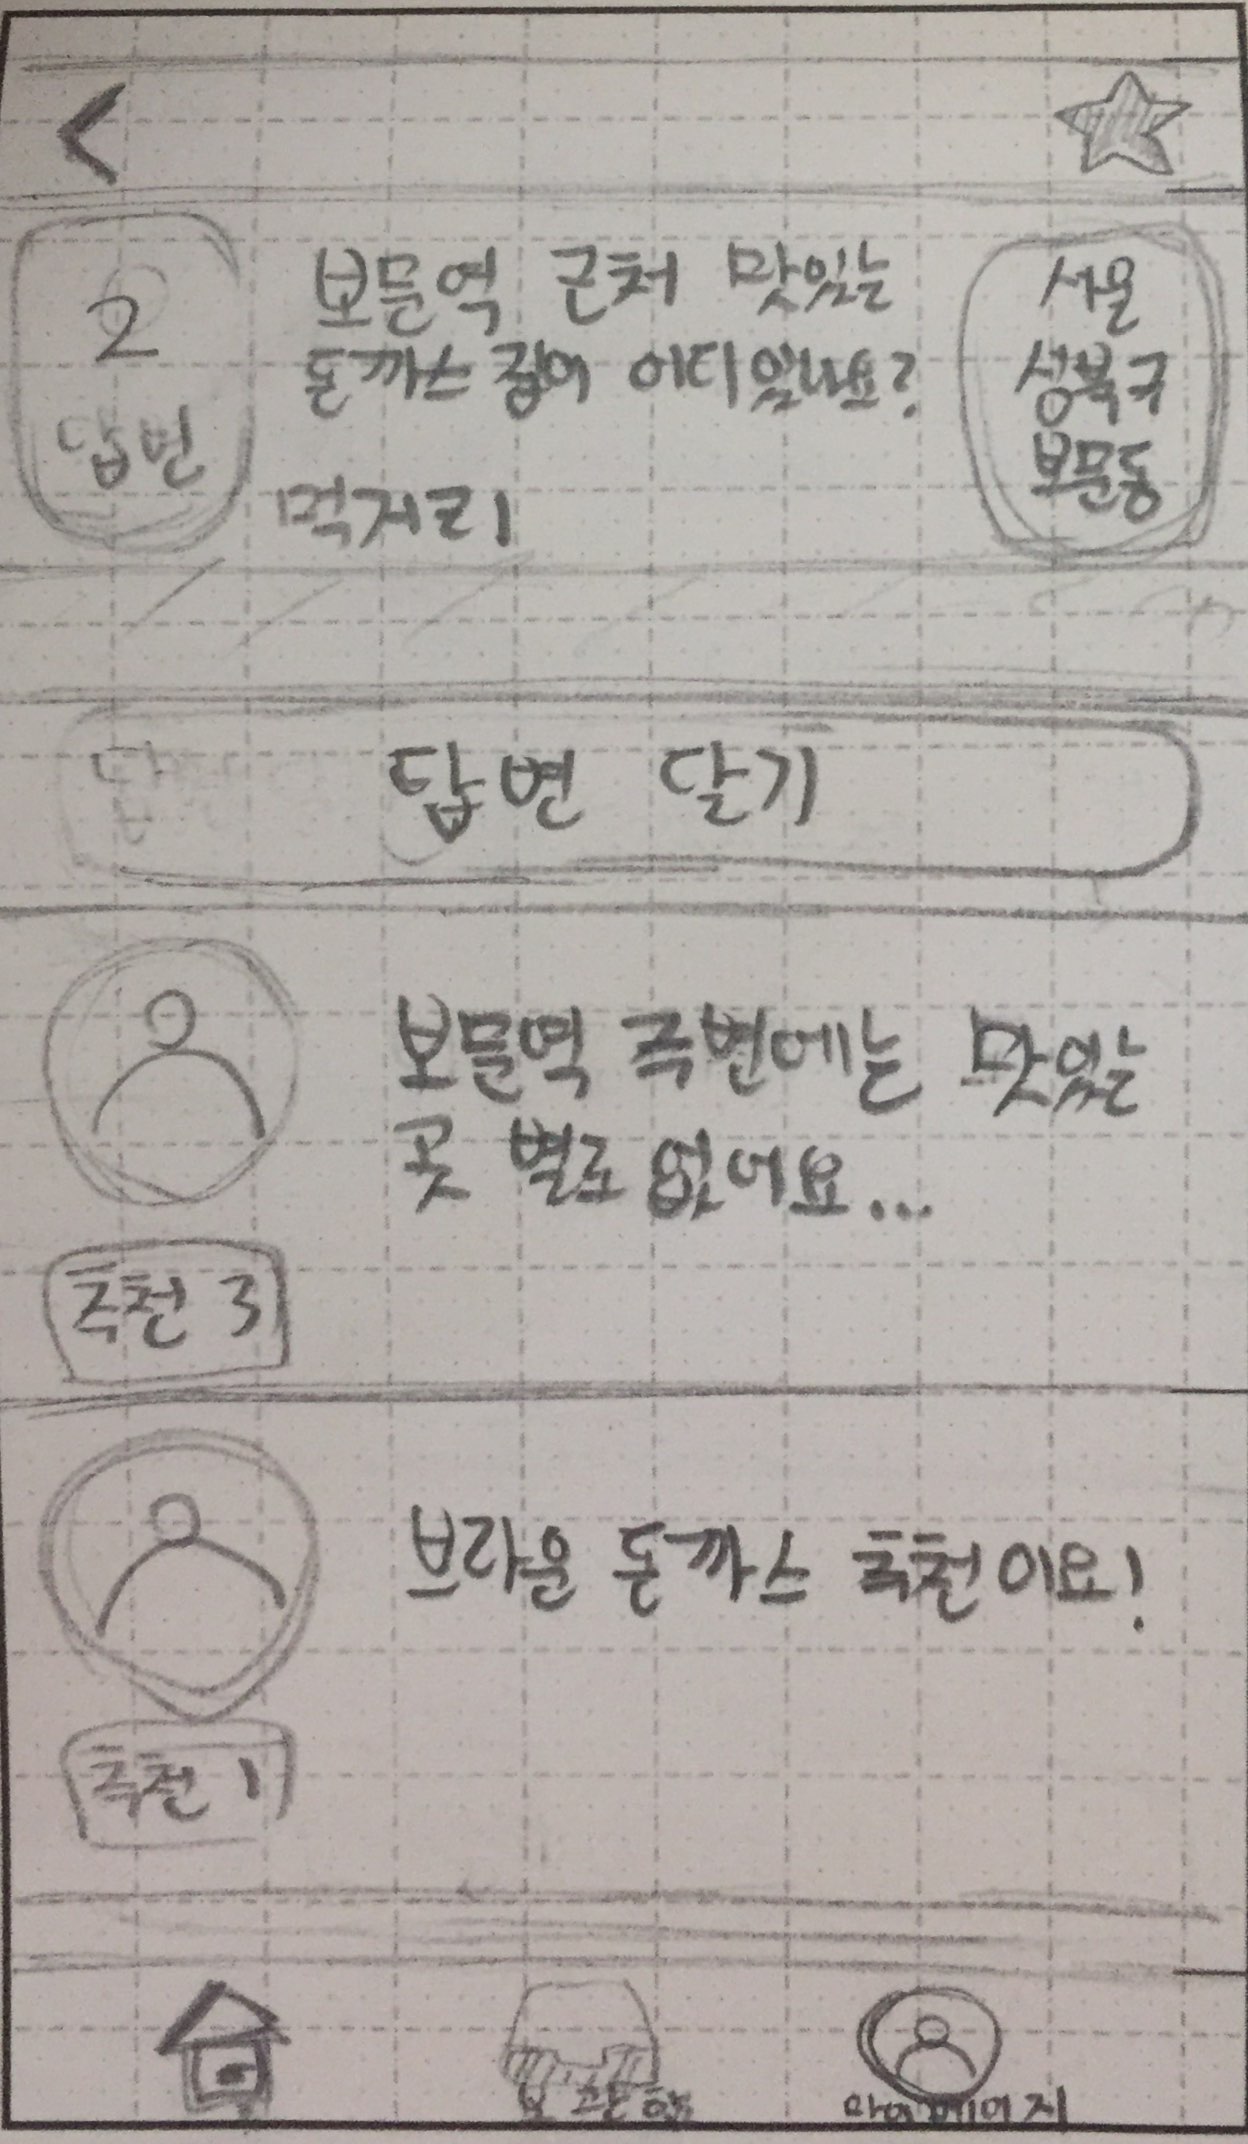 2
답변
보문역 근처 맛있는
돈까스 집이 어디있나요?
먹거리
서울
성북구
보문동
답변 달기
보문역 주변에는 맛있는
곳 별로 없어요...
추천 3
브라운 돈까스 추천이요!
추천 1
보관함
마이페이지